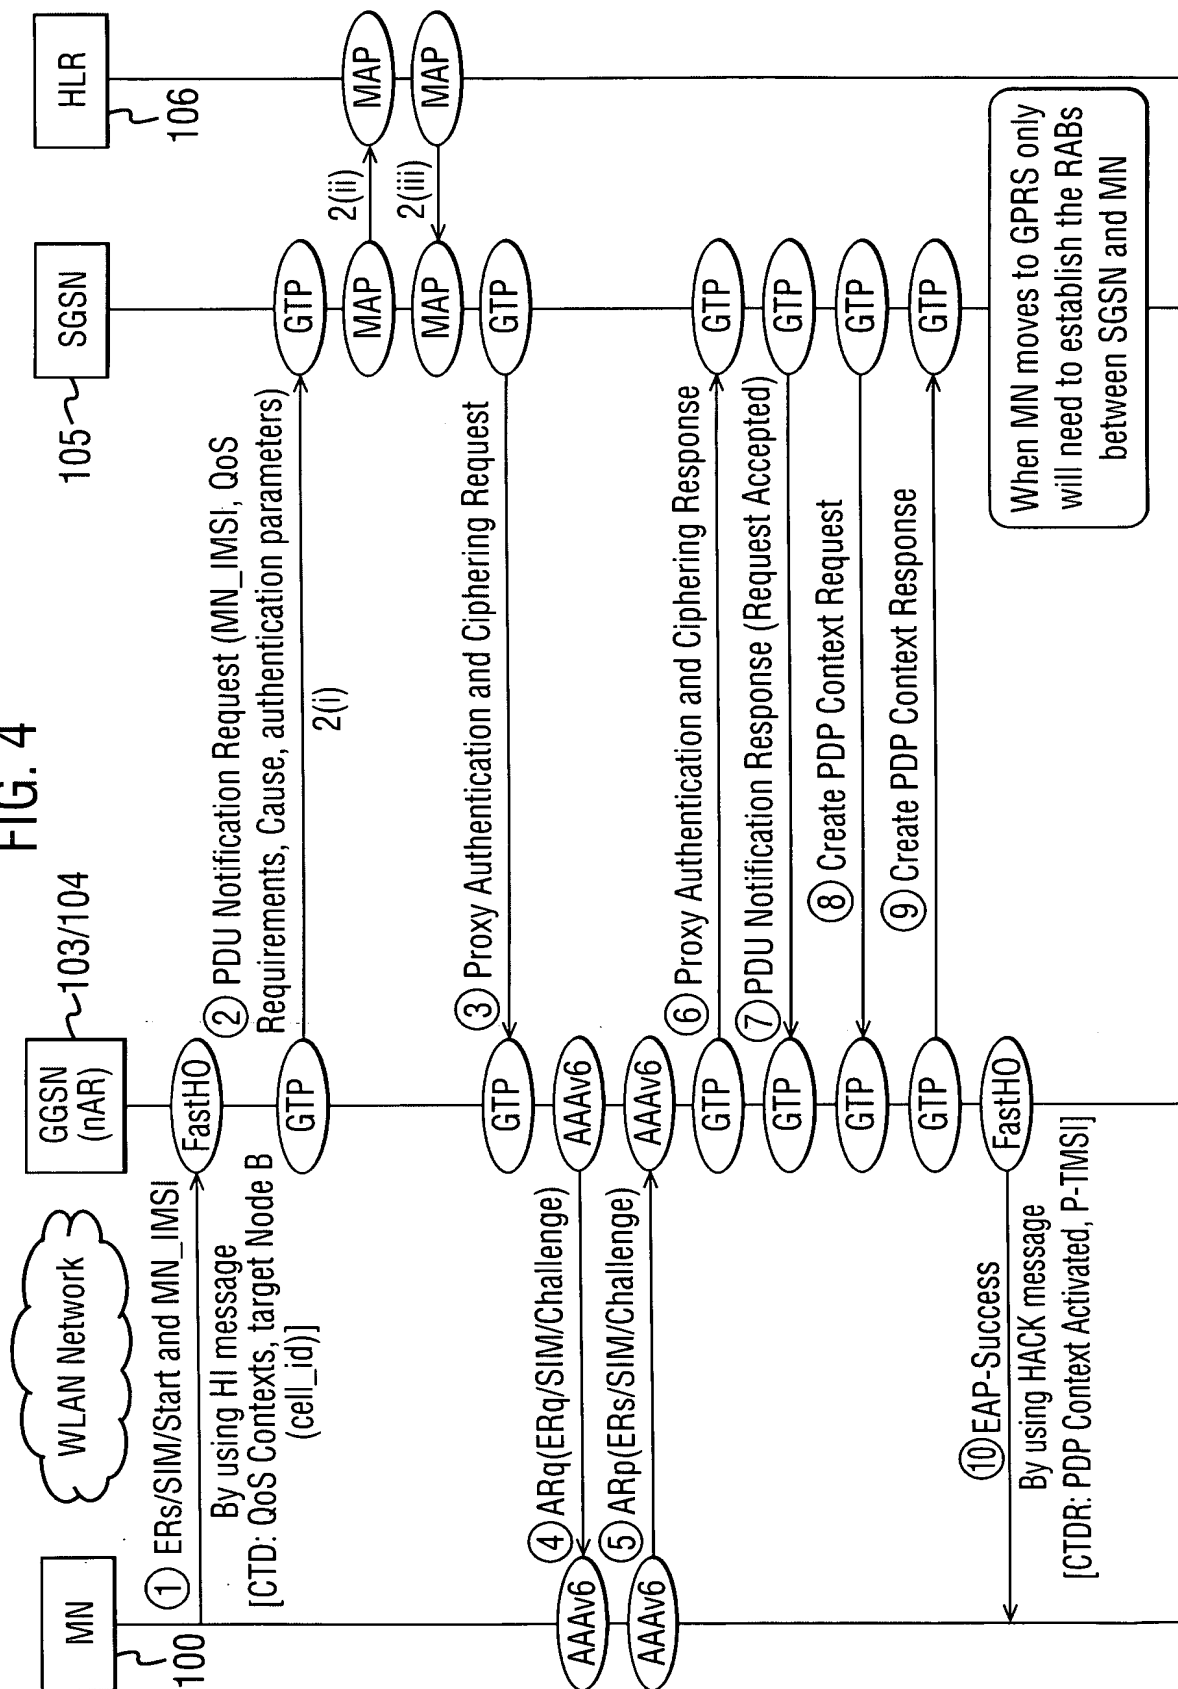 FIG. 4
MN
100
WLAN Network
GGSN
(nAR)
103/104
SGSN
105
HLR
106
① ERs/SIM/Start and MN_IMSI
By using HI message
[CTD: QoS Contexts, target Node B
(cell_id)]
FastHO
② PDU Notification Request (MN_IMSI, QoS
Requirements, Cause, authentication parameters)
2(i)
GTP
GTP
MAP
2(ii)
MAP
MAP
2(iii)
MAP
GTP
③ Proxy Authentication and Ciphering Request
GTP
④ ARq(ERq/SIM/Challenge)
AAAv6
AAAv6
⑤ ARp(ERs/SIM/Challenge)
AAAv6
AAAv6
⑥ Proxy Authentication and Ciphering Response
GTP
GTP
⑦ PDU Notification Response (Request Accepted)
GTP
GTP
⑧ Create PDP Context Request
GTP
GTP
⑨ Create PDP Context Response
GTP
GTP
⑩ EAP-Success
By using HACK message
[CTDR: PDP Context Activated, P-TMSI]
FastHO
When MN moves to GPRS only
will need to establish the RABs
between SGSN and MN